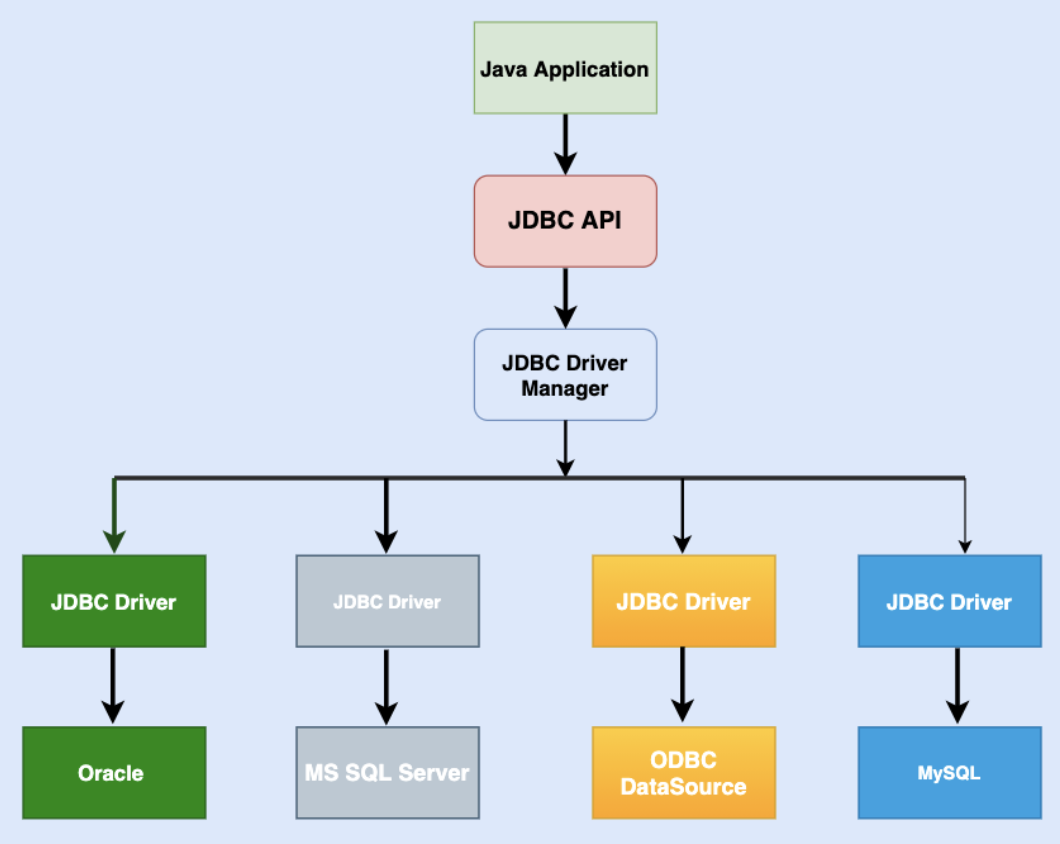 Java Application
JDBC API
JDBC Driver
Manager
JDBC Driver
JDBC Driver
JDBC Driver
JDBC Driver
Oracle
MS SQL Server
ODBC
DataSource
MySQL